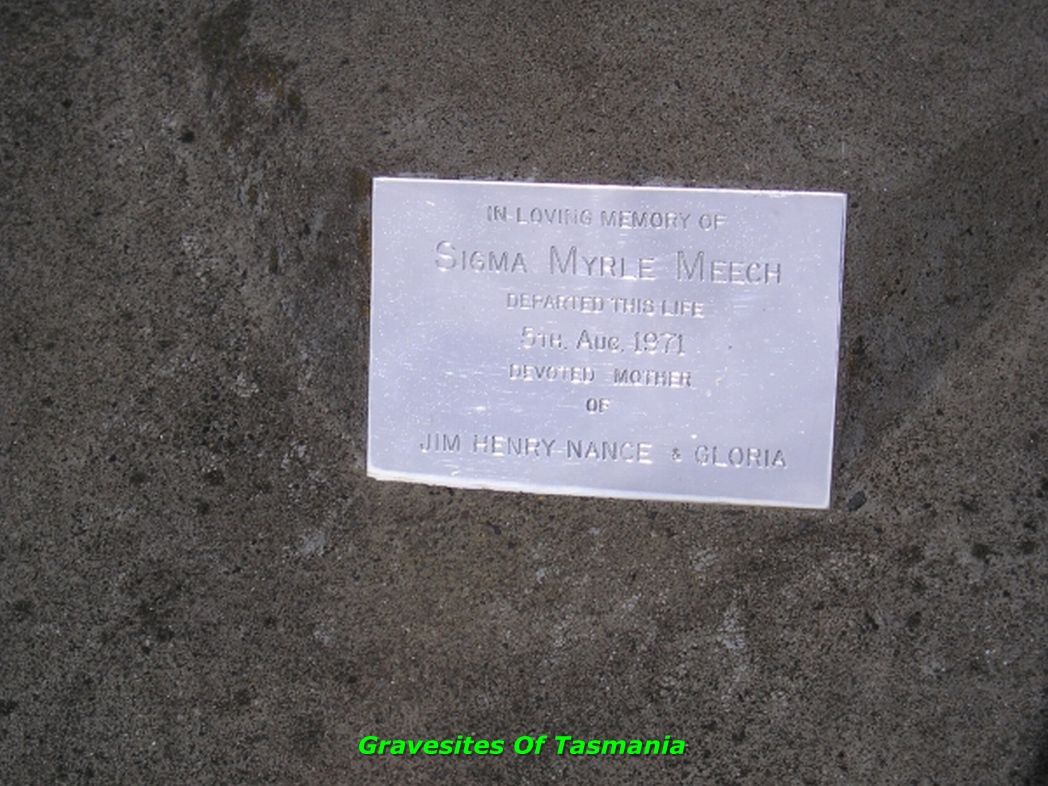 IN LOVING MEMORY OF
SIGMA MYRLE MEECH
DEPARTED THIS LIFE
5TH. AUG. 1971
DEVOTED MOTHER
OF
JIM HENRY-NANCE & GLORIA
Gravesites Of Tasmania